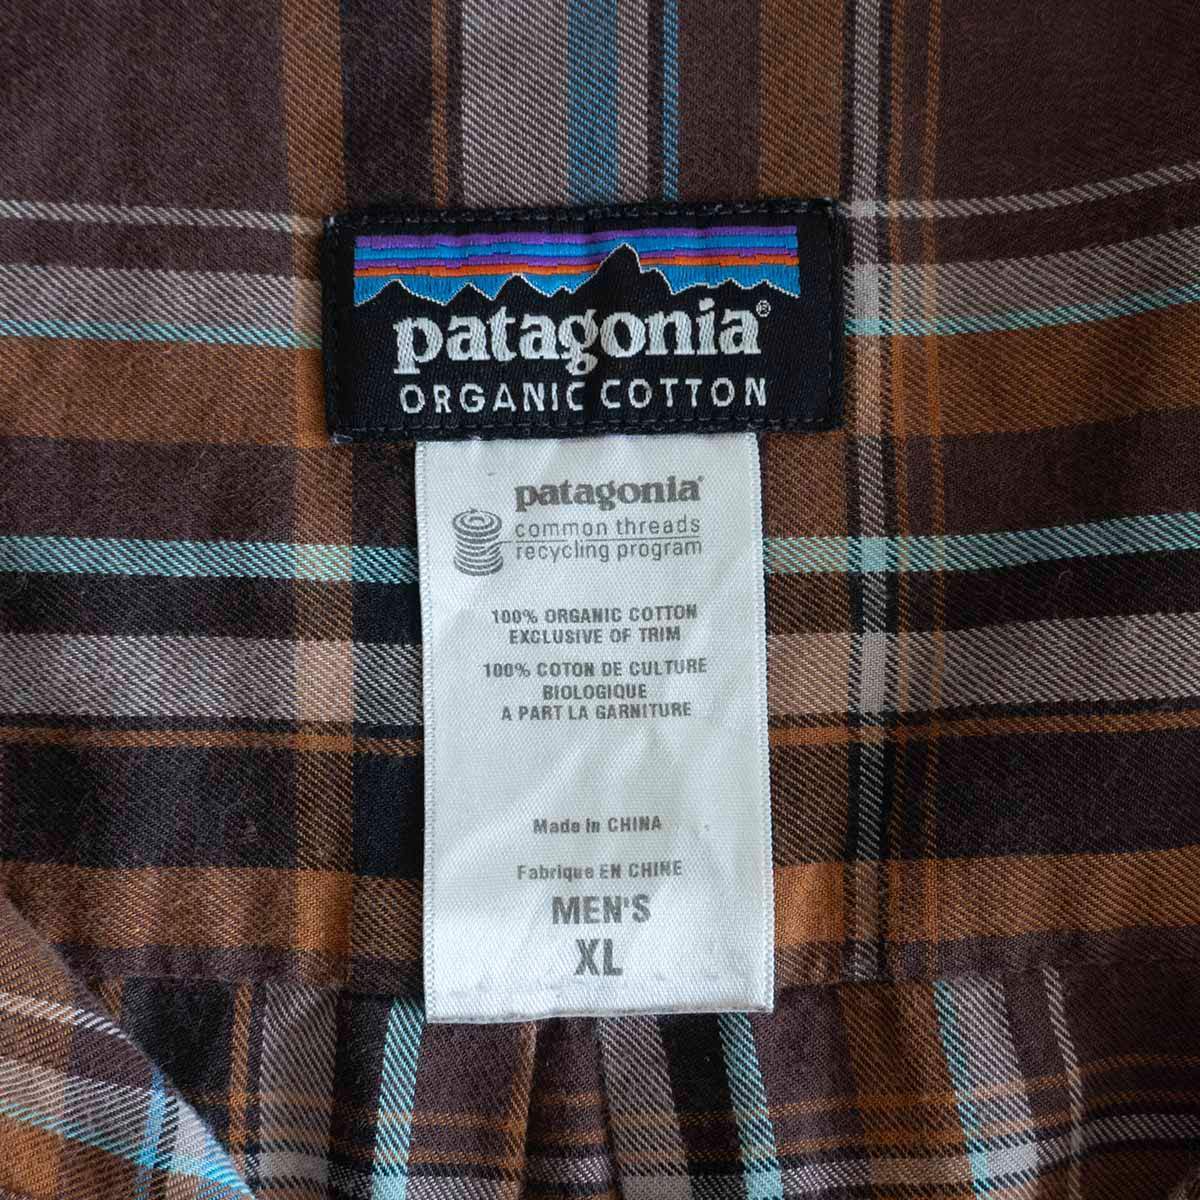 patagonia®
ORGANIC COTTON
patagonia®
common threads
recycling program
100% ORGANIC COTTON
EXCLUSIVE OF TRIM
100% COTON DE CULTURE
BIOLOGIQUE
A PART LA GARNITURE
Made in CHINA
Fabrique EN CHINE
MEN'S
XL